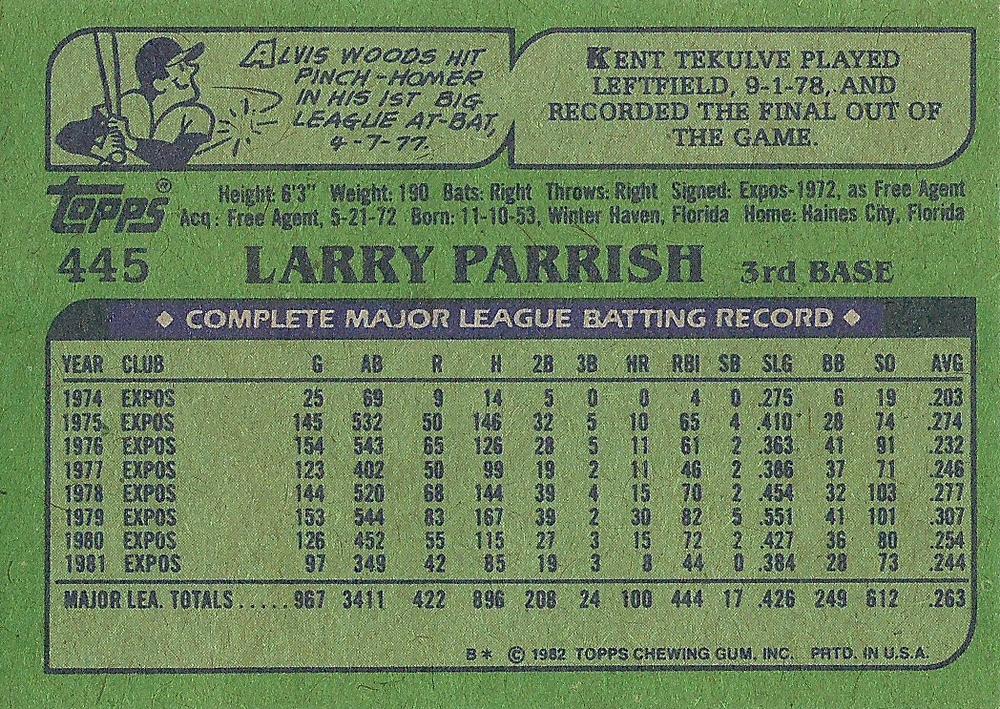 ALVIS WOODS HIT
PINCH-HOMER
IN HIS 1ST BIG
LEAGUE AT-BAT,
4-7-77.
KENT TEKULVE PLAYED
LEFTFIELD, 9-1-78, AND
RECORDED THE FINAL OUT OF
THE GAME.
Topps®
Height: 6'3" Weight: 190 Bats: Right Throws: Right Signed: Expos-1972, as Free Agent
Acq: Free Agent, 5-21-72 Born: 11-10-53, Winter Haven, Florida Home: Haines City, Florida
445 LARRY PARRISH 3rd BASE
◆ COMPLETE MAJOR LEAGUE BATTING RECORD ◆
YEAR CLUB G AB R H 2B 3B HR RBI SB SLG BB SO AVG
1974 EXPOS 25 69 9 14 5 0 0 4 0 .275 6 19 .203
1975 EXPOS 145 532 50 146 32 5 10 65 4 .410 28 74 .274
1976 EXPOS 154 543 65 126 28 5 11 61 2 .363 41 91 .232
1977 EXPOS 123 402 50 99 19 2 11 46 2 .386 37 71 .246
1978 EXPOS 144 520 68 144 39 4 15 70 2 .454 32 103 .277
1979 EXPOS 153 544 83 167 39 2 30 82 5 .551 41 101 .307
1980 EXPOS 126 452 55 115 27 3 15 72 2 .427 36 80 .254
1981 EXPOS 97 349 42 85 19 3 8 44 0 .384 28 73 .244
MAJOR LEA. TOTALS.....967 3411 422 896 208 24 100 444 17 .426 249 612 .263
B* © 1982 TOPPS CHEWING GUM, INC. PRTD. IN U.S.A.